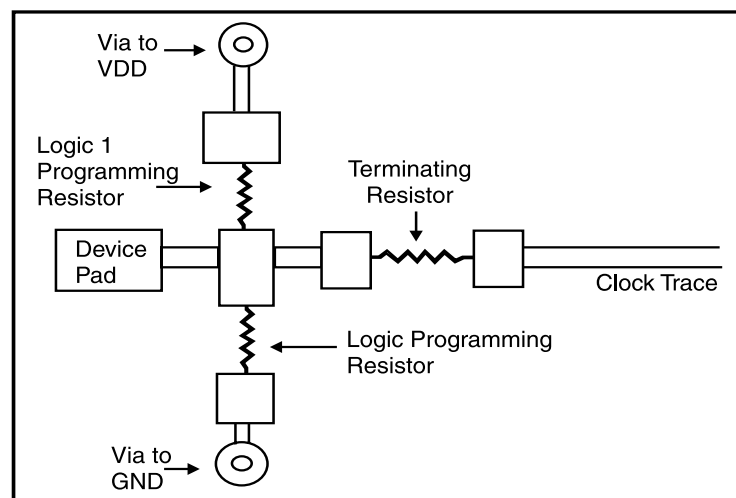 Via to
VDD
Logic 1
Programming
Resistor
Terminating
Resistor
Device
Pad
Clock Trace
Logic Programming
Resistor
Via to
GND